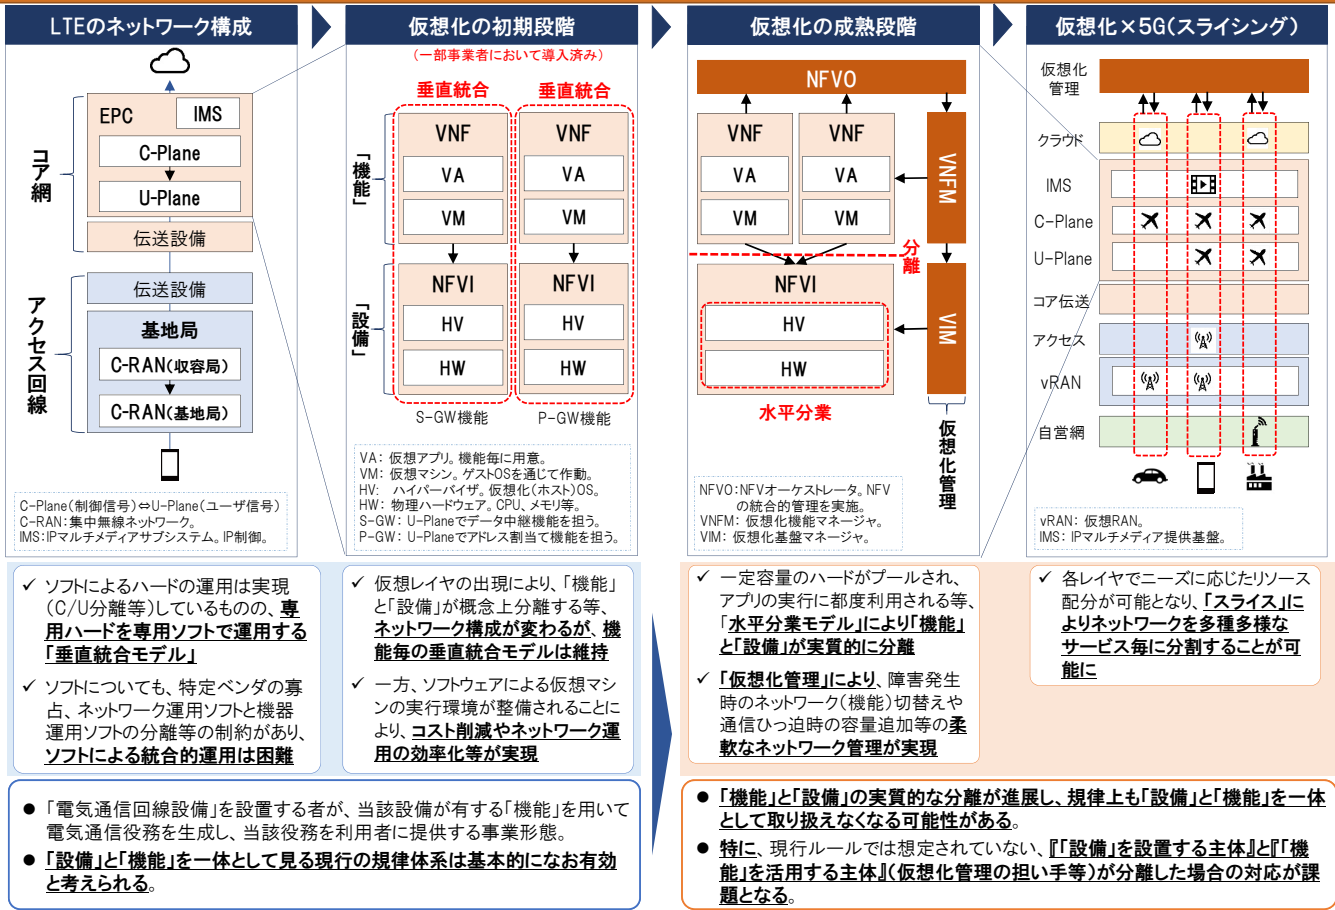 LTEのネットワーク構成
EPC
IMS
C-Plane
U-Plane
伝送設備
コア網
伝送設備
基地局
C-RAN(収容局)
C-RAN(基地局)
アクセス回線
C-Plane(制御信号)⇔U-Plane(ユーザ信号)
C-RAN:集中無線ネットワーク。
IMS:IPマルチメディアサブシステム。IP制御。
仮想化の初期段階
(一部事業者において導入済み)
垂直統合
垂直統合
「機能」
VNF
VA
VM
VNF
VA
VM
「設備」
NFVI
HV
HW
NFVI
HV
HW
S-GW機能
P-GW機能
VA: 仮想アプリ。機能毎に用意。
VM: 仮想マシン。ゲストOSを通じて作動。
HV: ハイパーバイザ。仮想化(ホスト)OS。
HW: 物理ハードウェア。CPU、メモリ等。
S-GW: U-Planeでデータ中継機能を担う。
P-GW: U-Planeでアドレス割当て機能を担う。
仮想化の成熟段階
NFVO
VNF
VA
VM
VNF
VA
VM
VNFM
分離
NFVI
HV
HW
VIM
水平分業
仮想化管理
NFVO:NFVオーケストレータ。NFV
の統合的管理を実施。
VNFM: 仮想化機能マネージャ。
VIM: 仮想化基盤マネージャ。
仮想化×5G(スライシング)
仮想化
管理
クラウド
IMS
C-Plane
U-Plane
コア伝送
アクセス
vRAN
自営網
vRAN: 仮想RAN。
IMS: IPマルチメディア提供基盤。
✓ ソフトによるハードの運用は実現
(C/U分離等)しているものの、専
用ハードを専用ソフトで運用する
「垂直統合モデル」
✓ ソフトについても、特定ベンダの寡
占、ネットワーク運用ソフトと機器
運用ソフトの分離等の制約があり、
ソフトによる統合的運用は困難
✓ 仮想レイヤの出現により、「機能」
と「設備」が概念上分離する等、
ネットワーク構成が変わるが、機
能毎の垂直統合モデルは維持
✓ 一方、ソフトウェアによる仮想マシ
ンの実行環境が整備されることに
より、コスト削減やネットワーク運
用の効率化等が実現
✓ 一定容量のハードがプールされ、
アプリの実行に都度利用される等、
「水平分業モデル」により「機能」
と「設備」が実質的に分離
✓ 「仮想化管理」により、障害発生
時のネットワーク(機能)切替えや
通信ひっ迫時の容量追加等の柔
軟なネットワーク管理が実現
✓ 各レイヤでニーズに応じたリソース
配分が可能となり、「スライス」に
よりネットワークを多種多様な
サービス毎に分割することが可
能に
● 「電気通信回線設備」を設置する者が、当該設備が有する「機能」を用いて
電気通信役務を生成し、当該役務を利用者に提供する事業形態。
● 「設備」と「機能」を一体として見る現行の規律体系は基本的になお有効
と考えられる。
● 「機能」と「設備」の実質的な分離が進展し、規律上も「設備」と「機能」を一体
として取り扱えなくなる可能性がある。
● 特に、現行ルールでは想定されていない、『「設備」を設置する主体』と『「機
能」を活用する主体』(仮想化管理の担い手等)が分離した場合の対応が課
題となる。